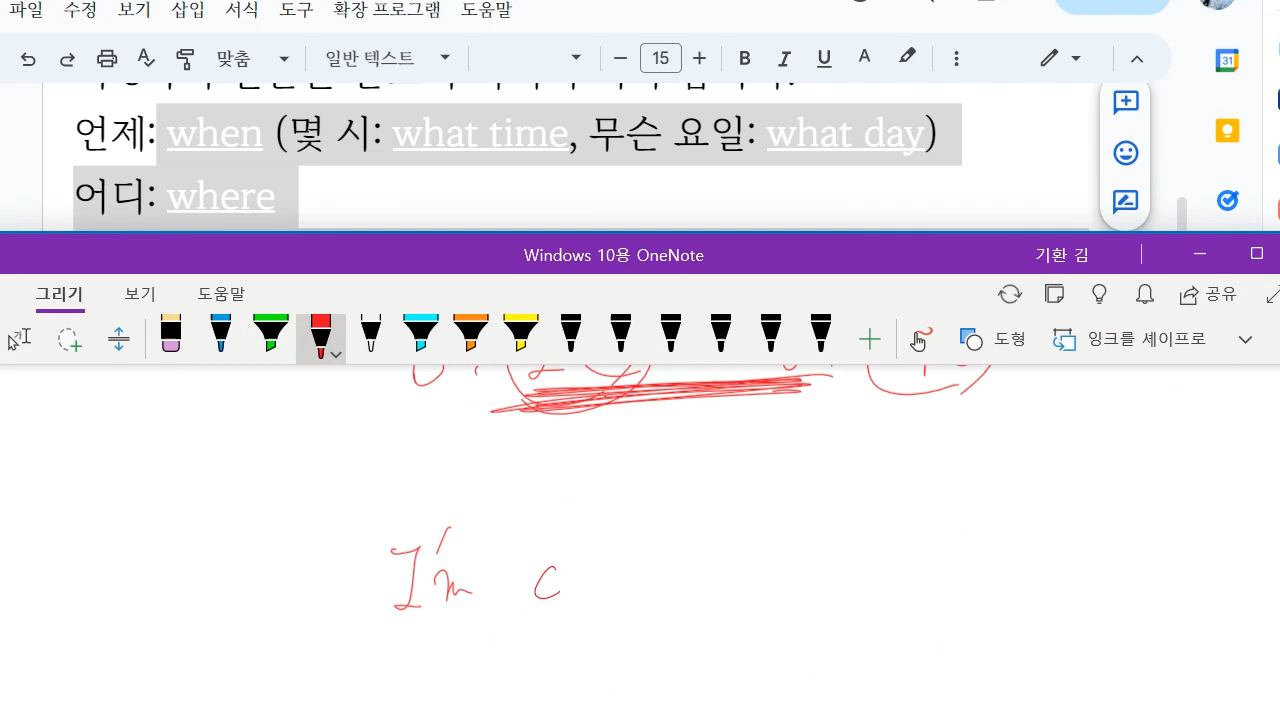 파일 수정 보기 삽입 서식 도구 확장 프로그램 도움말
맞춤 일반 텍스트 15 B I U A
31
언제: when (몇 시: what time, 무슨 요일: what day)
어디: where
Windows 10용 OneNote 기환 김
그리기 보기 도움말 공유
가 도형 잉크를 셰이프로
I'm c